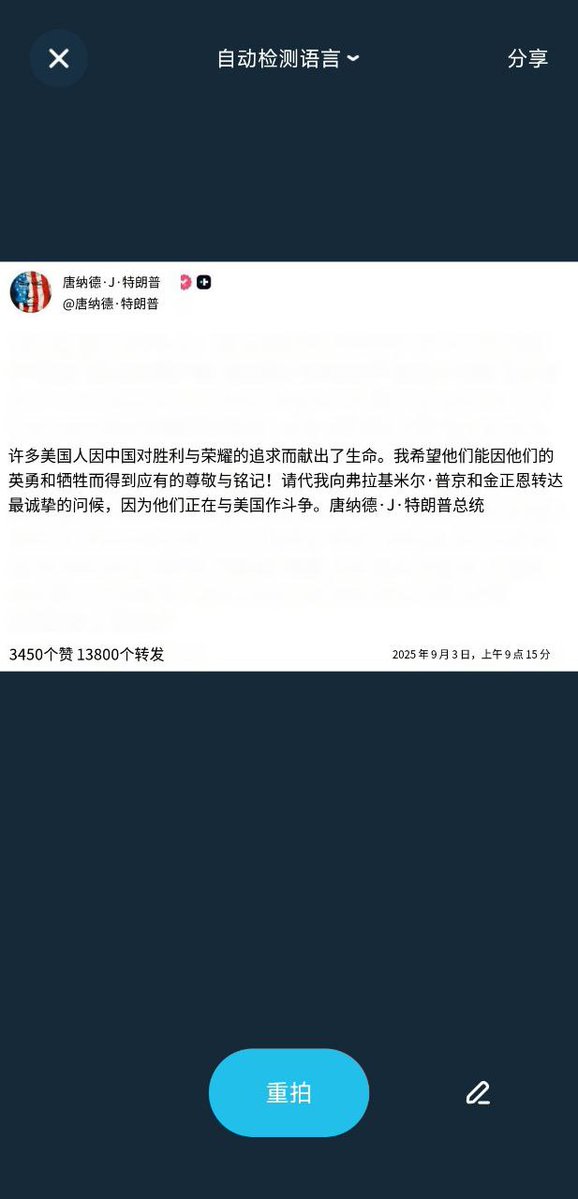 自动检测语言
分享
唐纳德·J·特朗普
@唐纳德·特朗普
许多美国人因中国对胜利与荣耀的追求而献出了生命。我希望他们能因他们的
英勇和牺牲而得到应有的尊敬与铭记！请代我向弗拉基米尔·普京和金正恩转达
最诚挚的问候，因为他们正在与美国作斗争。唐纳德·J·特朗普总统
3450个赞 13800个转发
2025年9月3日，上午9点15分
重拍